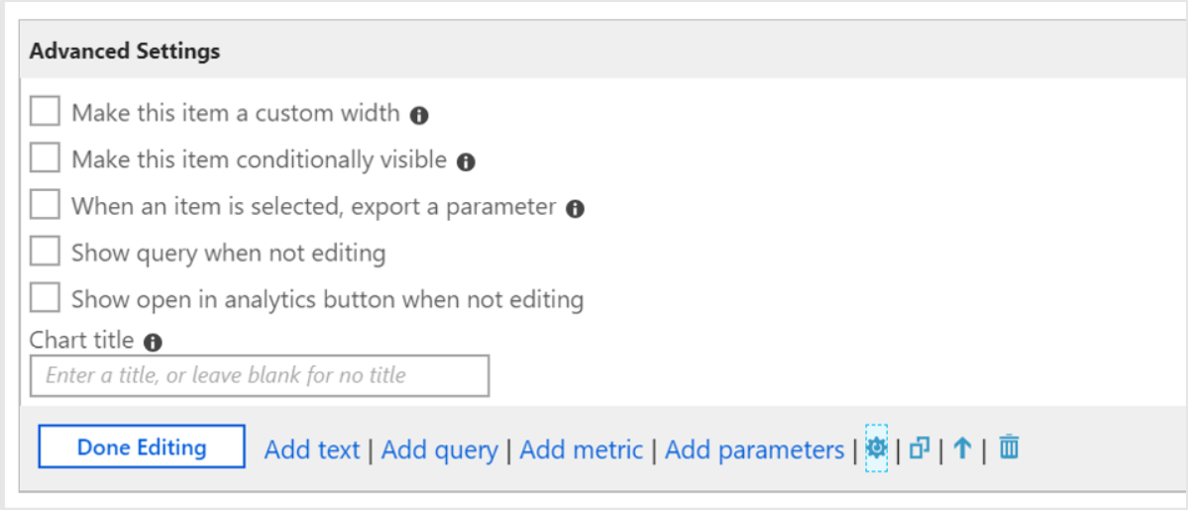 Advanced Settings
Make this item a custom width
Make this item conditionally visible
When an item is selected, export a parameter
Show query when not editing
Show open in analytics button when not editing
Chart title
Enter a title, or leave blank for no title
Done Editing Add text | Add query | Add metric | Add parameters | | | |